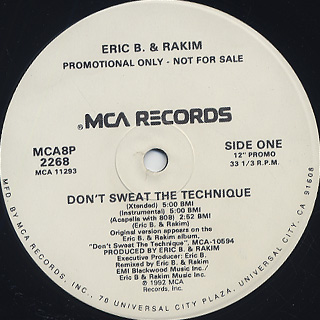 ERIC B. & RAKIM
PROMOTIONAL ONLY - NOT FOR SALE
®MCA RECORDS
MCA8P
2268
MCA 11293
SIDE ONE
12" PROMO
33 1/3 R.P.M.
DON'T SWEAT THE TECHNIQUE
(Xtended) 5:00 BMI
(Instrumental) 5:00 BMI
(Acapella with 808) 2:52 BMI
(Eric B. & Rakim)
Original version appears on the
Eric B. & Rakim album,
"Don't Sweat The Technique", MCA-10594
PRODUCED BY ERIC B. & RAKIM
Executive Producer: Eric B.
Remixed by Eric B. & Rakim
EMI Blackwood Music Inc./
Eric B. & Rakim Music Inc.
℗1992 MCA
Records, Inc.
MFG. BY MCA RECORDS, INC., 70 UNIVERSAL CITY PLAZA, UNIVERSAL CITY, CA 91608